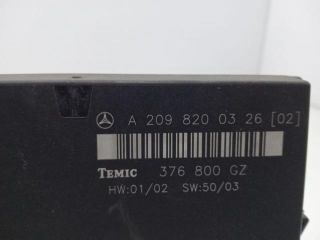 A 209 820 03 26 [02]
TEMIC 376 800 GZ
HW:01/02 SW:50/03